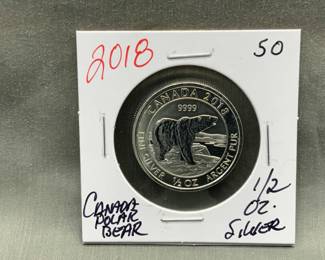 2018
50
CANADA 2018
9999
FINE SILVER ½ OZ ARGENT PUR
CANADA
POLAR
BEAR
1/2
OZ.
SILVER